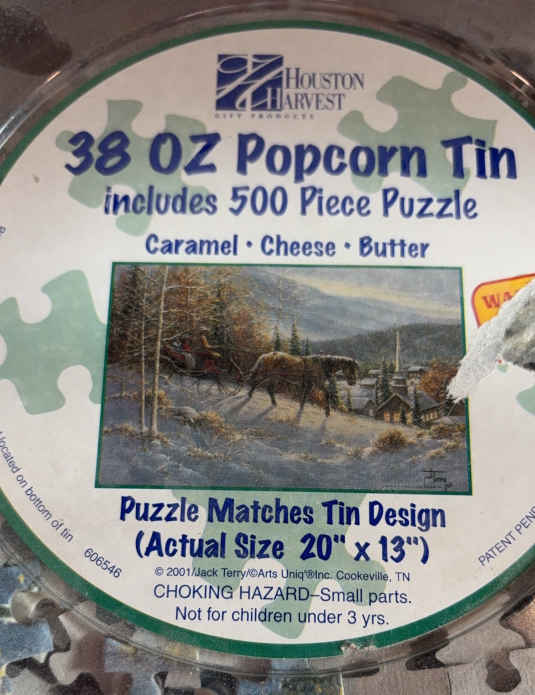 HOUSTON
HARVEST
GIFT PRODUCTS
38 OZ Popcorn Tin
includes 500 Piece Puzzle
Caramel • Cheese • Butter
Puzzle Matches Tin Design
(Actual Size 20" x 13")
© 2001/Jack Terry/©Arts Uniq'®Inc. Cookeville, TN
CHOKING HAZARD–Small parts.
Not for children under 3 yrs.
located on bottom of tin
606546
PATENT